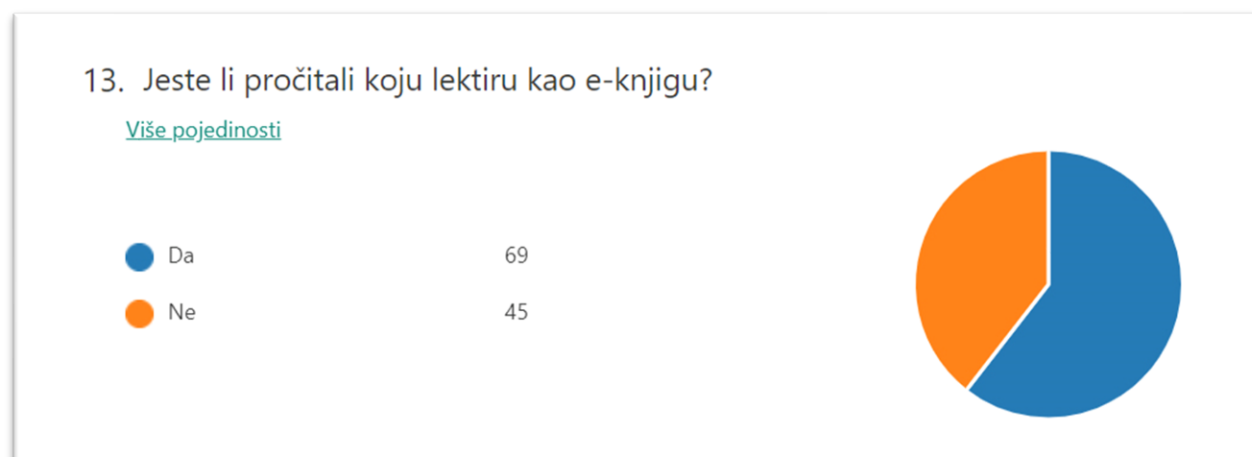 13. Jeste li pročitali koju lektiru kao e-knjigu?
Više pojedinosti
Da 69
Ne 45